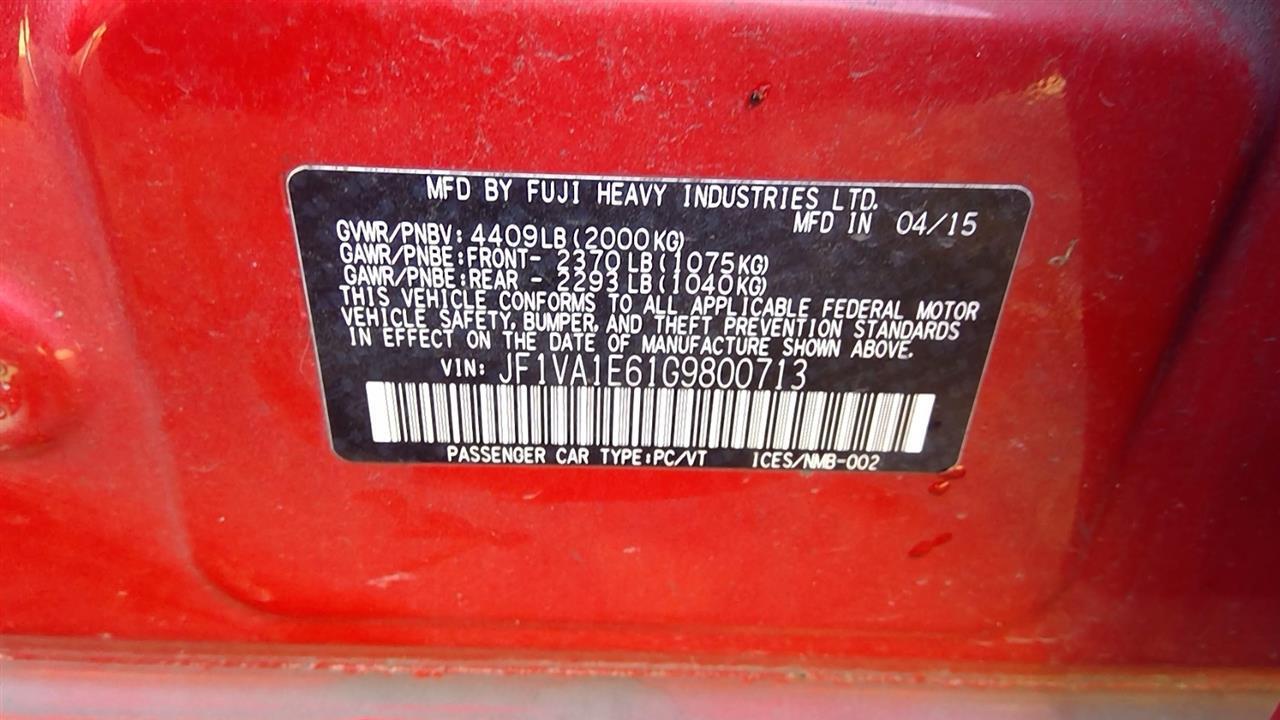 MFD BY FUJI HEAVY INDUSTRIES LTD.
MFD IN 04/15
GVWR/PNBV: 4409LB(2000KG)
GAWR/PNBE:FRONT- 2370LB(1075KG)
GAWR/PNBE:REAR - 2293LB(1040KG)
THIS VEHICLE CONFORMS TO ALL APPLICABLE FEDERAL MOTOR
VEHICLE SAFETY, BUMPER, AND THEFT PREVENTION STANDARDS
IN EFFECT ON THE DATE OF MANUFACTURE SHOWN ABOVE.
VIN: JF1VA1E61G9800713
PASSENGER CAR TYPE:PC/VT ICES/NMB-002